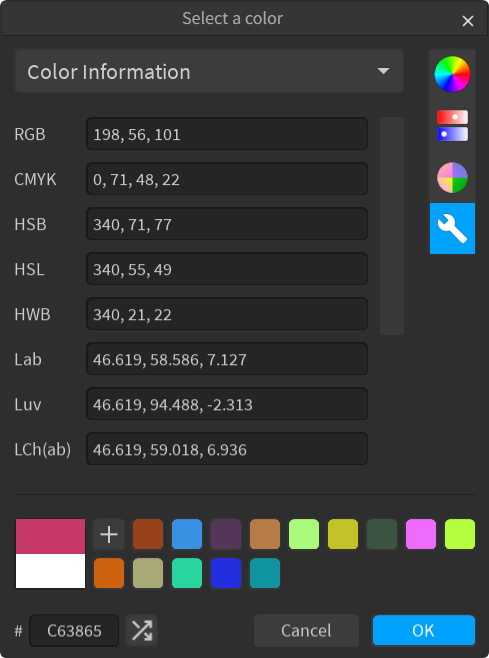 Select a color
Color Information
RGB 198, 56, 101
CMYK 0, 71, 48, 22
HSB 340, 71, 77
HSL 340, 55, 49
HWB 340, 21, 22
Lab 46.619, 58.586, 7.127
Luv 46.619, 94.488, -2.313
LCh(ab) 46.619, 59.018, 6.936
# C63865 Cancel OK